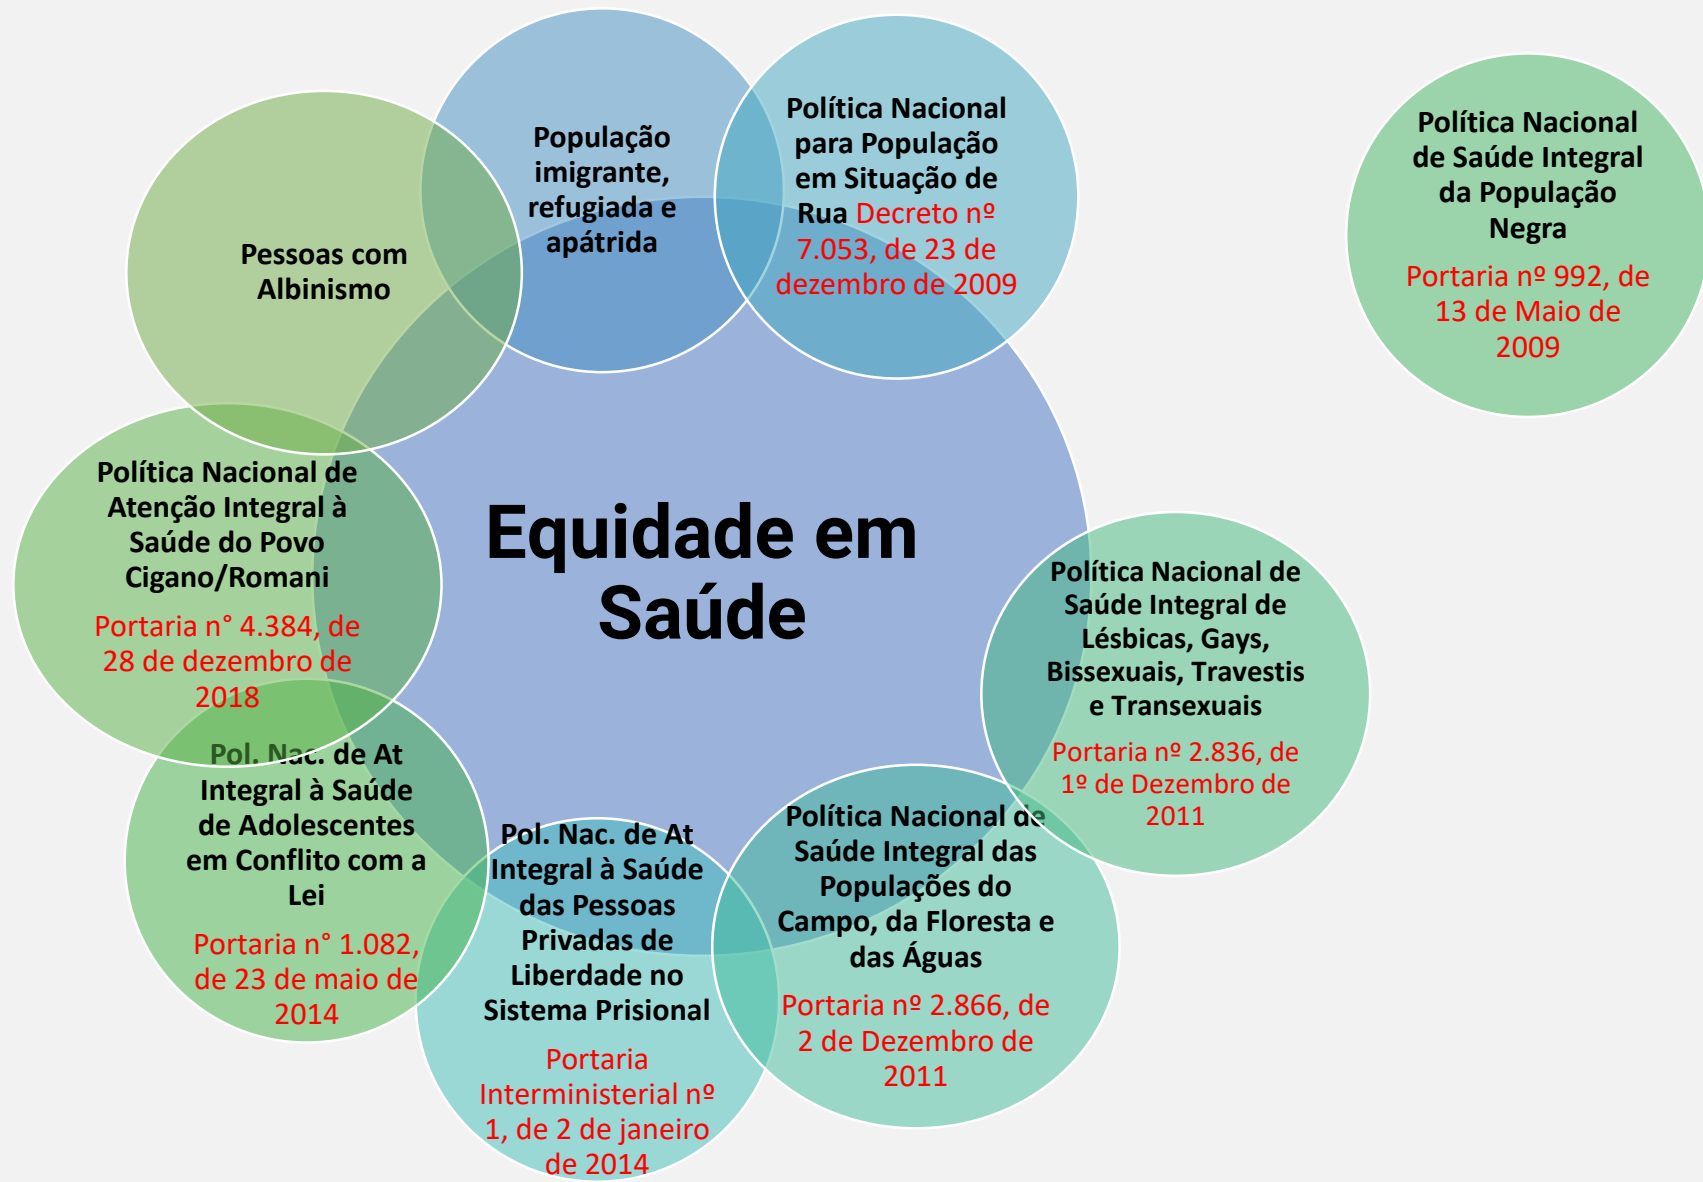 População
imigrante,
refugiada e
apátrida
Política Nacional
para População
em Situação de
Rua Decreto nº
7.053, de 23 de
dezembro de 2009
Política Nacional
de Saúde Integral
da População
Negra
Portaria nº 992, de
13 de Maio de
2009
Pessoas com
Albinismo
Equidade em
Saúde
Política Nacional de
Atenção Integral à
Saúde do Povo
Cigano/Romani
Portaria n° 4.384, de
28 de dezembro de
2018
Política Nacional de
Saúde Integral de
Lésbicas, Gays,
Bissexuais, Travestis
e Transexuais
Portaria nº 2.836, de
1º de Dezembro de
2011
Pol. Nac. de At
Integral à Saúde
de Adolescentes
em Conflito com a
Lei
Portaria n° 1.082,
de 23 de maio de
2014
Pol. Nac. de At
Integral à Saúde
das Pessoas
Privadas de
Liberdade no
Sistema Prisional
Portaria
Interministerial nº
1, de 2 de janeiro
de 2014
Política Nacional de
Saúde Integral das
Populações do
Campo, da Floresta e
das Águas
Portaria nº 2.866, de
2 de Dezembro de
2011